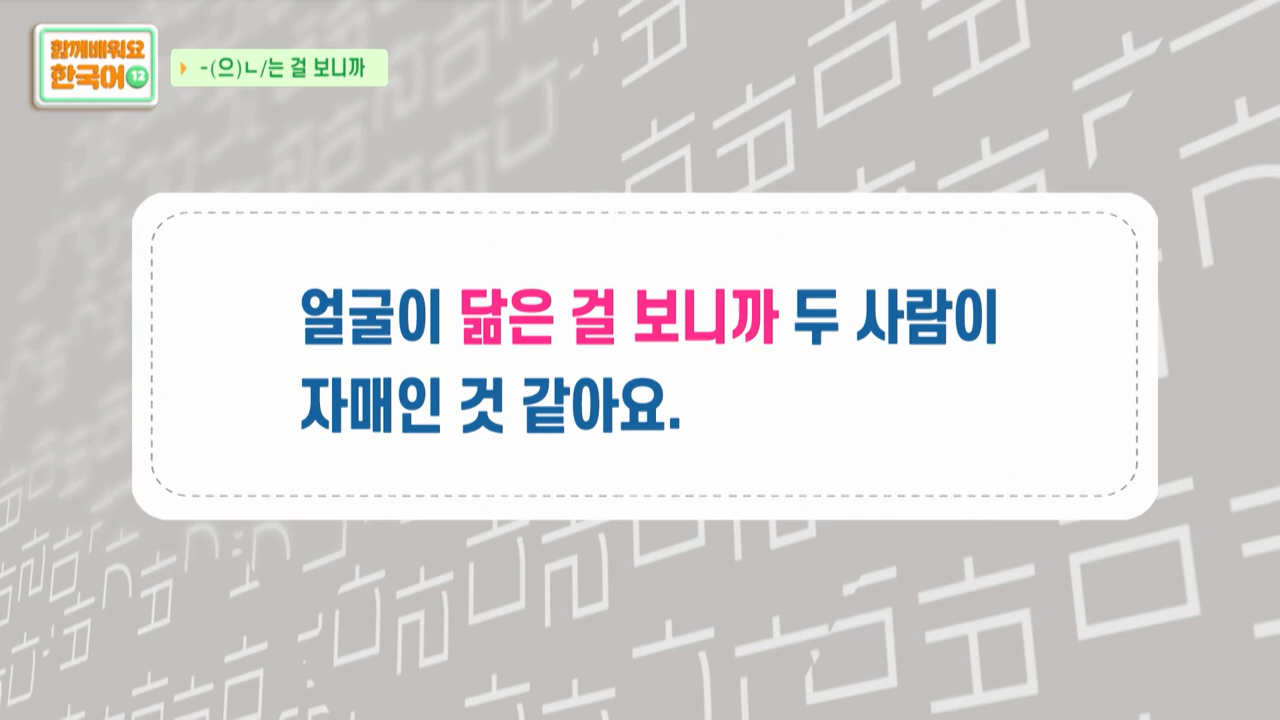 함께배워요
한국어 12
-(으)ㄴ/는 걸 보니까
얼굴이 닮은 걸 보니까 두 사람이
자매인 것 같아요.